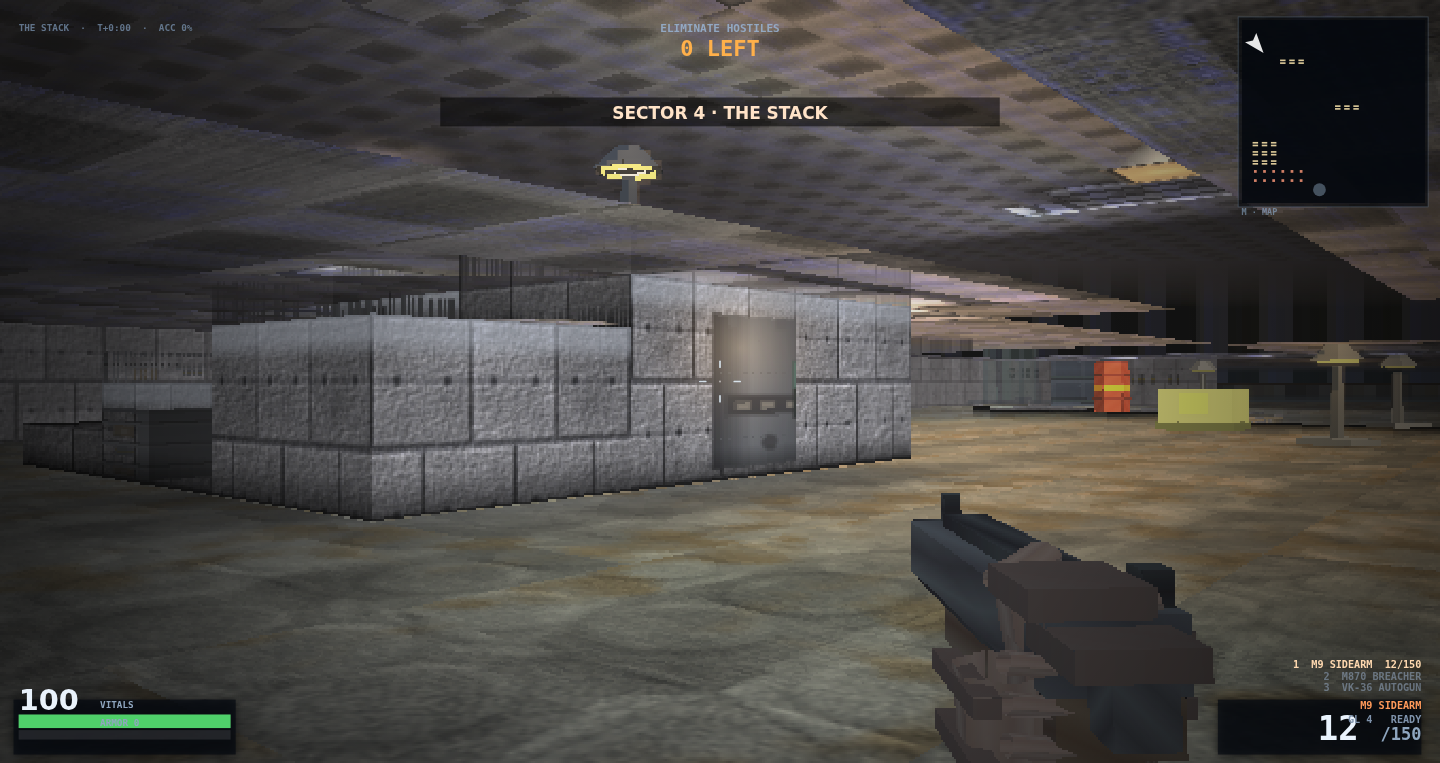 THE STACK · T+0:00 · ACC 0%
ELIMINATE HOSTILES
0 LEFT
SECTOR 4 · THE STACK
M · MAP
1 M9 SIDEARM 12/150
2 M870 BREACHER
3 VK-36 AUTOGUN
100 VITALS
M9 SIDEARM
4 READY
12 /150